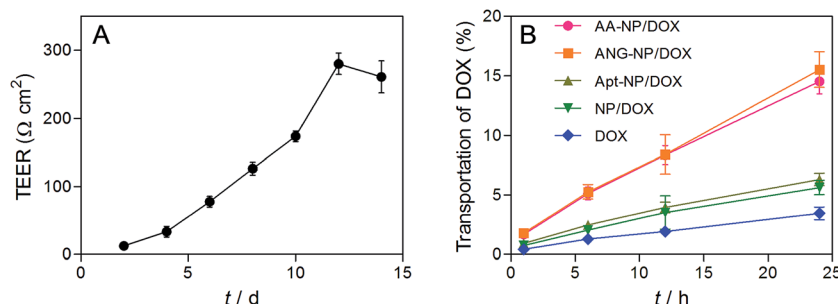 A
TEER (Ω cm²)
300
200
100
0
0 5 10 15
t / d
B
Transportation of DOX (%)
20
15
10
5
0
AA-NP/DOX
ANG-NP/DOX
Apt-NP/DOX
NP/DOX
DOX
0 5 10 15 20 25
t / h